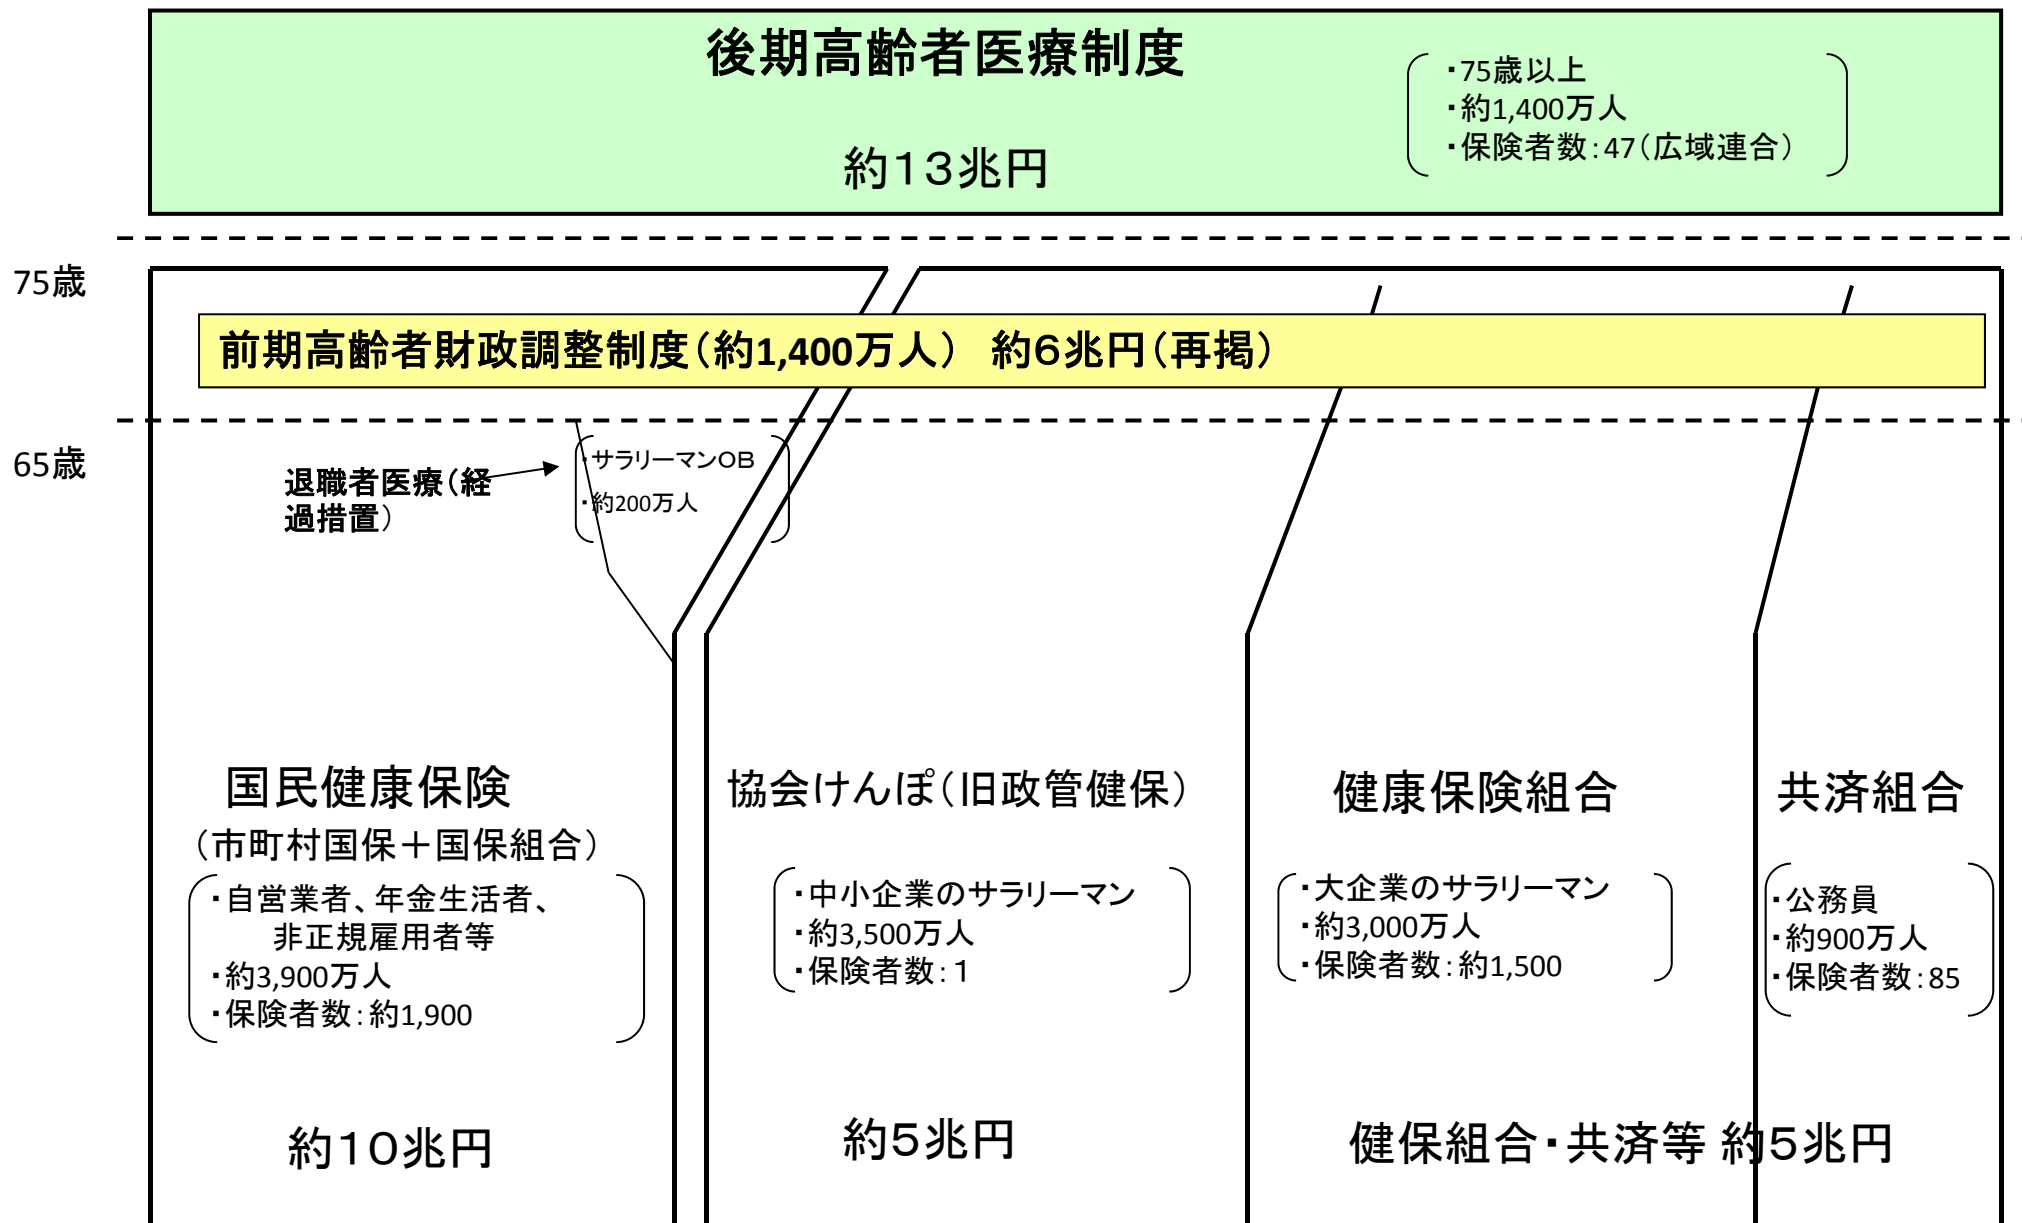 後期高齢者医療制度
・75歳以上
・約1,400万人
・保険者数：47（広域連合）
約１３兆円
75歳
前期高齢者財政調整制度（約1,400万人）　約６兆円（再掲）
65歳
退職者医療（経
過措置）
・サラリーマンＯＢ
・約200万人
国民健康保険
（市町村国保＋国保組合）
・自営業者、年金生活者、
非正規雇用者等
・約3,900万人
・保険者数：約1,900
約１０兆円
協会けんぽ（旧政管健保）
・中小企業のサラリーマン
・約3,500万人
・保険者数：１
約５兆円
健康保険組合
・大企業のサラリーマン
・約3,000万人
・保険者数：約1,500
共済組合
・公務員
・約900万人
・保険者数：85
健保組合・共済等 約５兆円